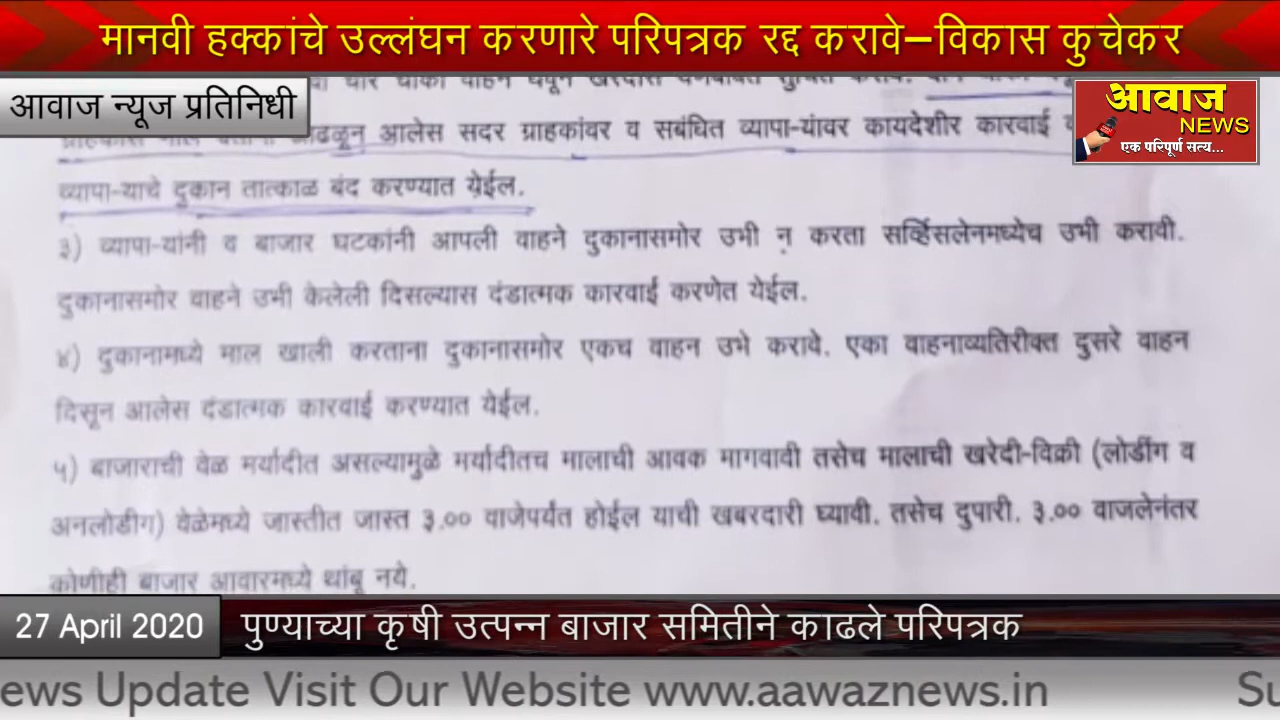 मानवी हक्कांचे उल्लंघन करणारे परिपत्रक रद्द करावे–विकास कुचेकर
आवाज न्यूज प्रतिनिधी
आवाज
NEWS
एक परिपूर्ण सत्य...
चार चाकी वाहन
आलेस सदर ग्राहकांवर व सबंधित व्यापा-यांवर कायदेशीर कारवाई
व्यापा-याचे दुकान तात्काळ बंद करण्यात येईल.
३) व्यापा-यांनी व बाजार घटकांनी आपली वाहने दुकानासमोर उभी न करता सर्व्हिसलेनमध्येच उभी करावी.
दुकानासमोर वाहने उभी केलेली दिसल्यास दंडात्मक कारवाई करणेत येईल.
४) दुकानामध्ये माल खाली करताना दुकानासमोर एकच वाहन उभे करावे. एका वाहनाव्यतिरीक्त दुसरे वाहन
दिसून आलेस दंडात्मक कारवाई करण्यात येईल.
५) बाजाराची वेळ मर्यादीत असल्यामुळे मर्यादीतच मालाची आवक मागवावी तसेच मालाची खरेदी-विक्री (लोडींग व
अनलोडीग) वेळेमध्ये जास्तीत जास्त ३.०० वाजेपर्यंत होईल याची खबरदारी घ्यावी. तसेच दुपारी. ३.०० वाजलेनंतर
कोणीही बाजार आवारमध्ये थांबू नये.
27 April 2020
पुण्याच्या कृषी उत्पन्न बाजार समितीने काढले परिपत्रक
ews Update Visit Our Website www.aawaznews.in
Su